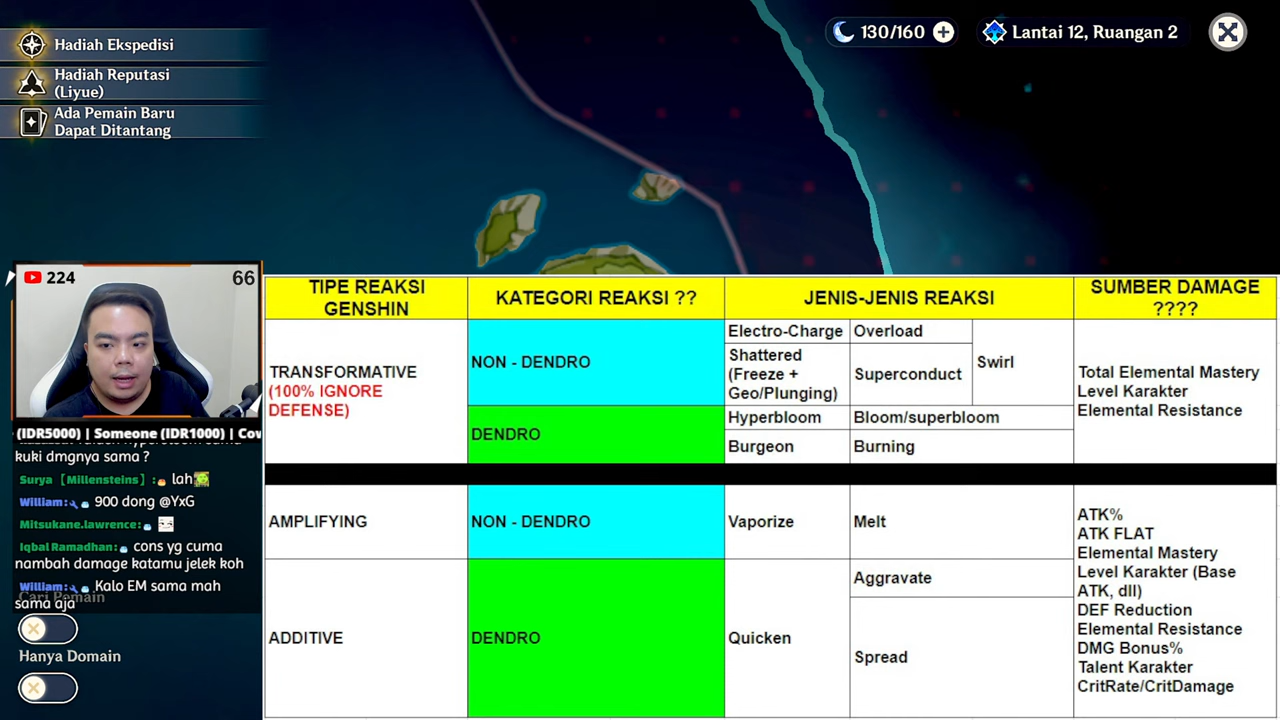 Hadiah Ekspedisi
Hadiah Reputasi
(Liyue)
Ada Pemain Baru
Dapat Ditantang
130/160
Lantai 12, Ruangan 2
224
66
(IDR5000) | Someone (IDR1000) | Cov
kuki dmgnya sama ?
Surya [Millensteins]: lah
William: 900 dong @YxG
Mitsukane.lawrence:
Iqbal Ramadhan: cons yg cuma
nambah damage katamu jelek koh
William: Kalo EM sama mah
sama aja
Cari Pemain
Hanya Domain
TIPE REAKSI
GENSHIN
KATEGORI REAKSI ??
JENIS-JENIS REAKSI
SUMBER DAMAGE
????
TRANSFORMATIVE
(100% IGNORE
DEFENSE)
NON - DENDRO
Electro-Charge
Overload
Shattered
(Freeze +
Geo/Plunging)
Superconduct
Swirl
Total Elemental Mastery
Level Karakter
Elemental Resistance
DENDRO
Hyperbloom
Bloom/superbloom
Burgeon
Burning
AMPLIFYING
NON - DENDRO
Vaporize
Melt
ATK%
ATK FLAT
Elemental Mastery
Level Karakter (Base
ATK, dll)
DEF Reduction
Elemental Resistance
DMG Bonus%
Talent Karakter
CritRate/CritDamage
ADDITIVE
DENDRO
Quicken
Aggravate
Spread